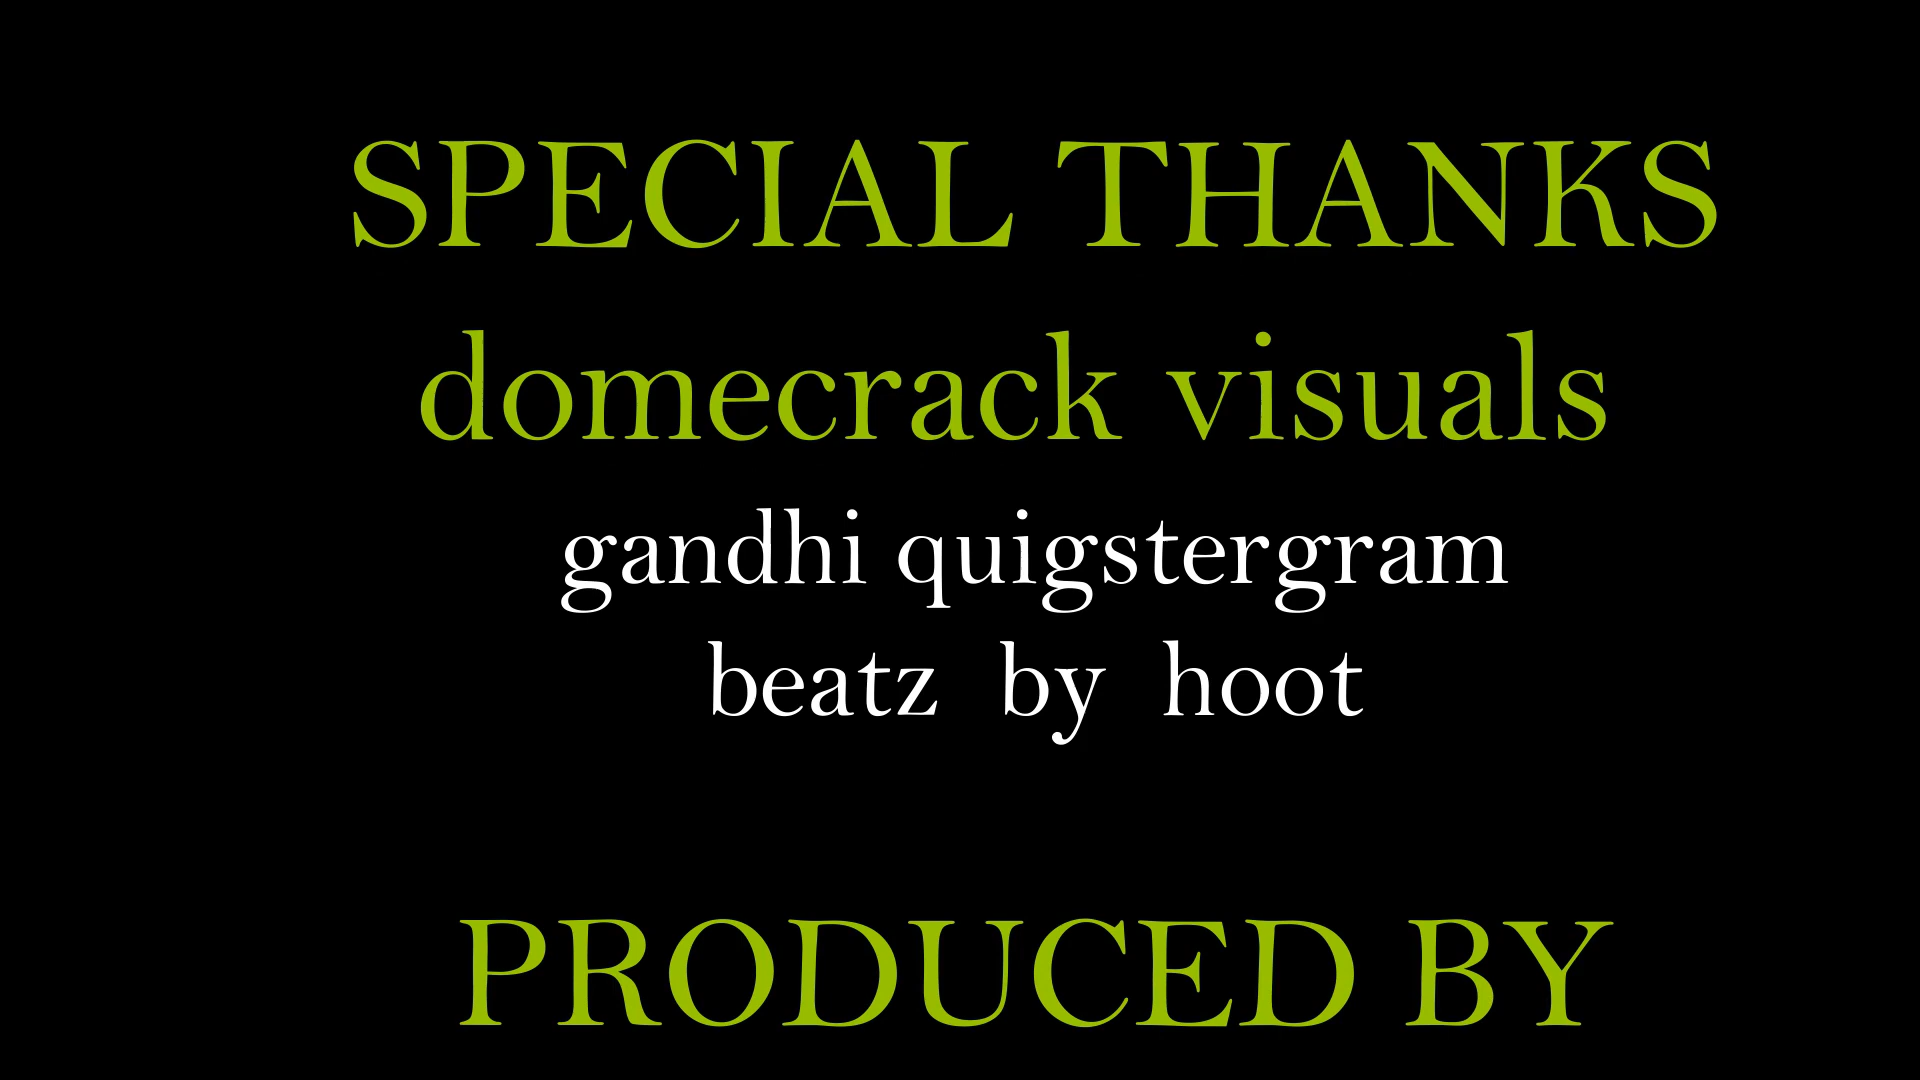 SPECIAL THANKS
domecrack visuals
gandhi quigstergram
beatz by hoot
PRODUCED BY